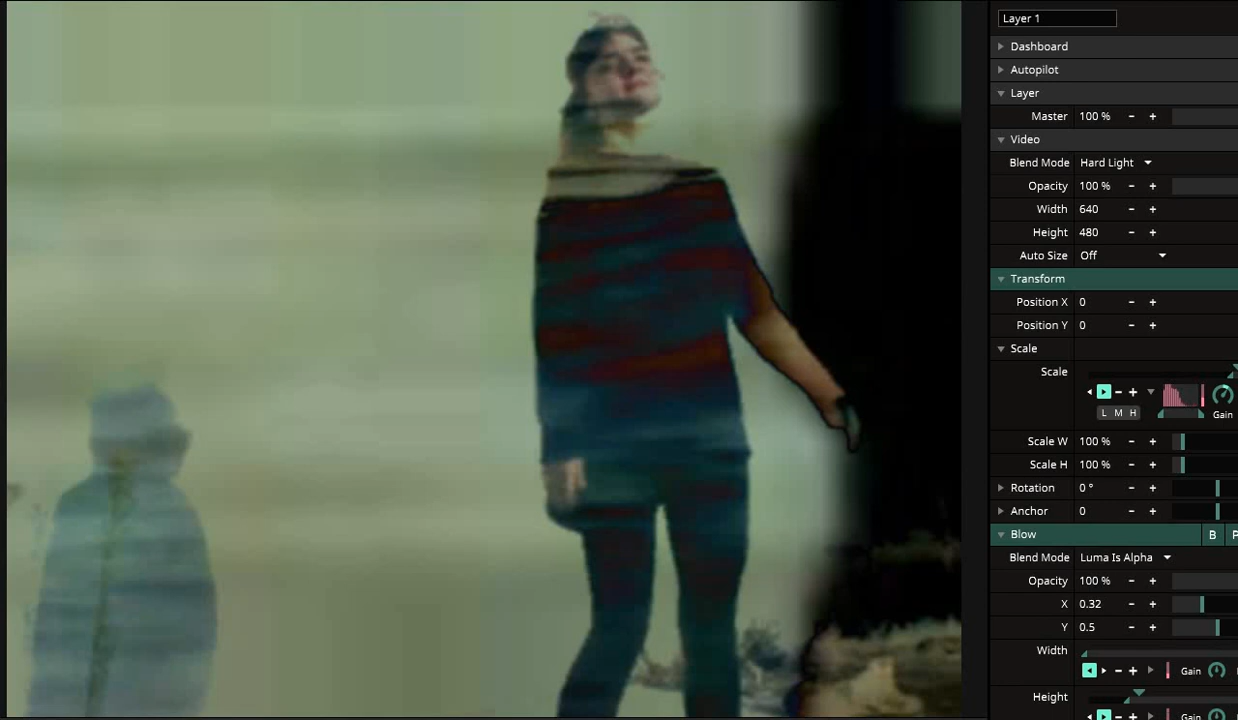 Layer 1
Dashboard
Autopilot
Layer
Master 100 % - +
Video
Blend Mode Hard Light
Opacity 100 % - +
Width 640 - +
Height 480 - +
Auto Size Off
Transform
Position X 0 - +
Position Y 0 - +
Scale
Scale
- +
L M H Gain
Scale W 100 % - +
Scale H 100 % - +
Rotation 0 ° - +
Anchor 0 - +
Blow B P
Blend Mode Luma Is Alpha
Opacity 100 % - +
X 0.32 - +
Y 0.5 - +
Width
- + Gain
Height
- + Gain